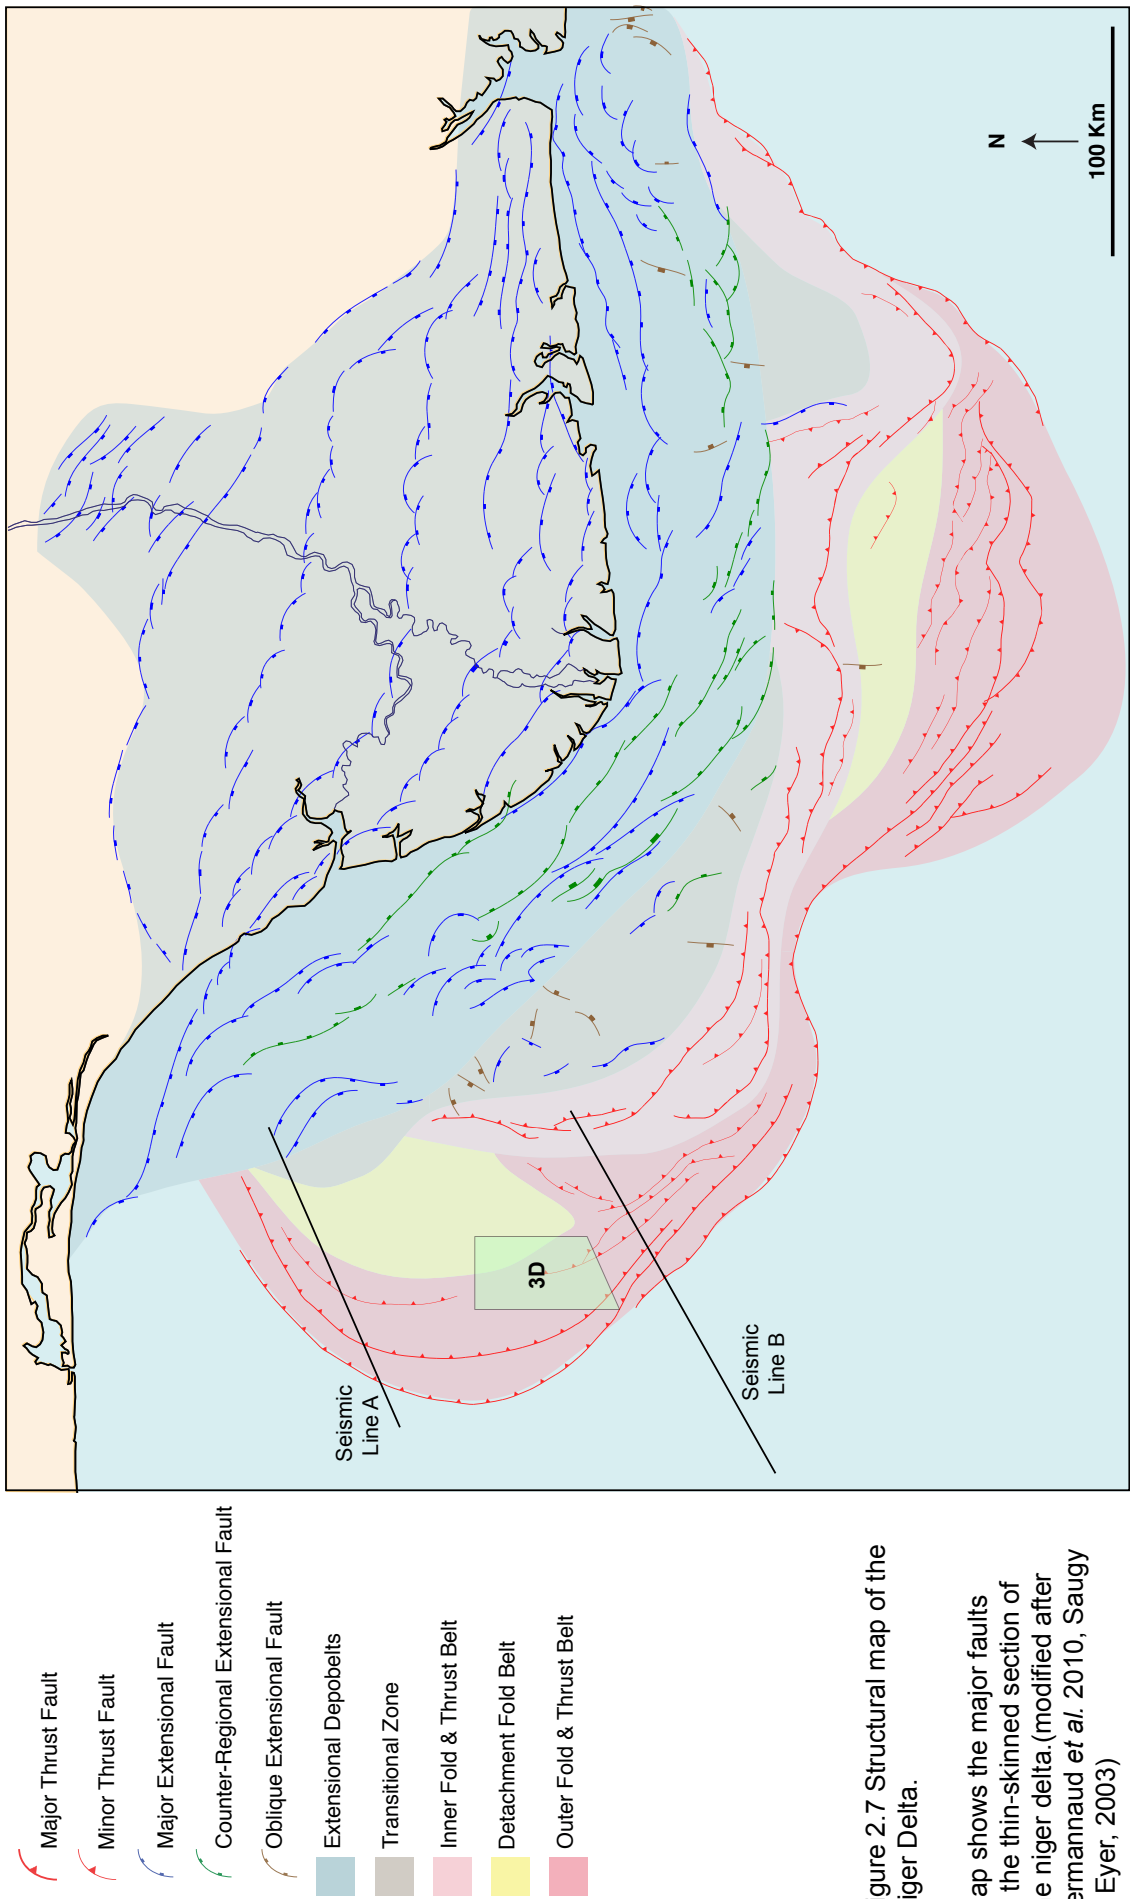 N
100 Km
3D
Seismic
Line A
Seismic
Line B
Major Thrust Fault
Minor Thrust Fault
Major Extensional Fault
Counter-Regional Extensional Fault
Oblique Extensional Fault
Extensional Depobelts
Transitional Zone
Inner Fold & Thrust Belt
Detachment Fold Belt
Outer Fold & Thrust Belt
gure 2.7 Structural map of the
iger Delta.
ap shows the major faults
the thin-skinned section of
e niger delta.(modified after
ermannaud et al. 2010, Saugy
Eyer, 2003)